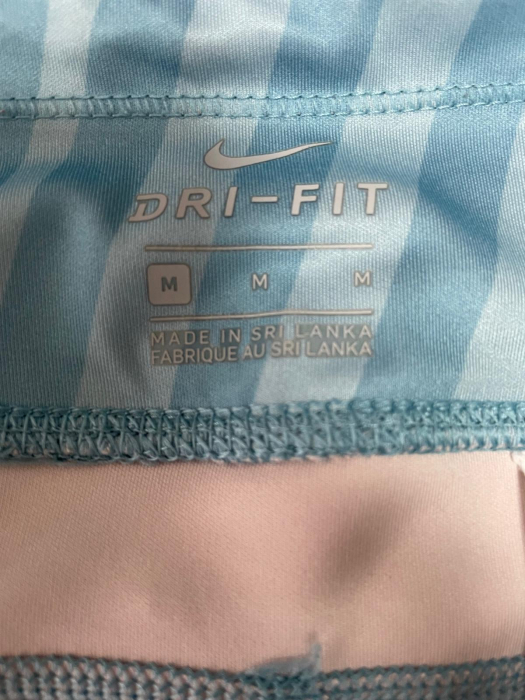 DRI-FIT
M M M
MADE IN SRI LANKA
FABRIQUE AU SRI LANKA